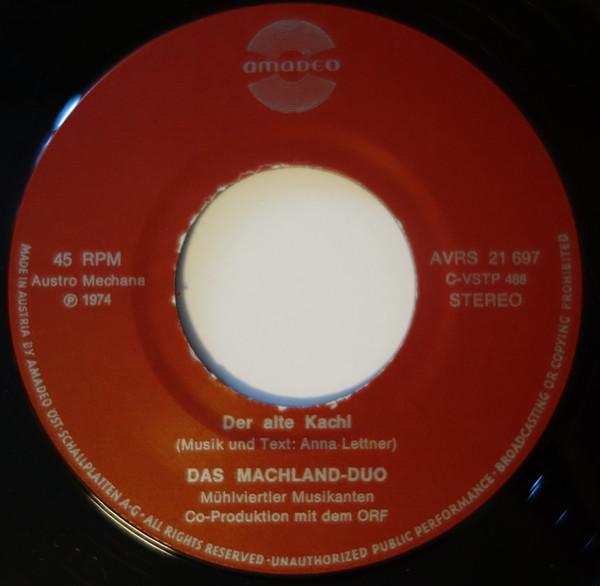 amadeo
45 RPM
Austro Mechana
℗ 1974
AVRS 21 697
C-VSTP 488
STEREO
Der alte Kachl
(Musik und Text: Anna Lettner)
DAS MACHLAND-DUO
Mühlviertler Musikanten
Co-Produktion mit dem ORF
MADE IN AUSTRIA BY AMADEO ÖST. SCHALLPLATTEN A-G · ALL RIGHTS RESERVED · UNAUTHORIZED PUBLIC PERFORMANCE · BROADCASTING OR COPYING PROHIBITED